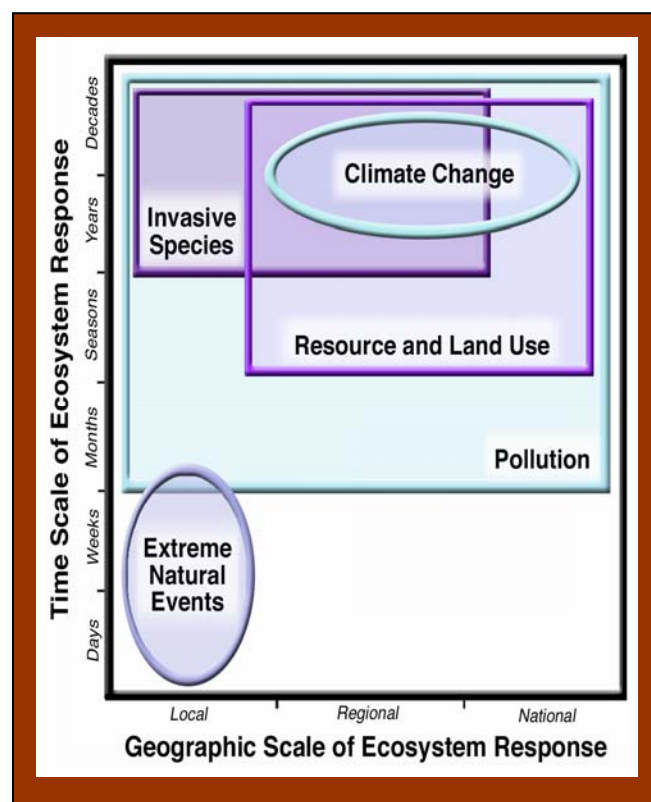 Time Scale of Ecosystem Response
Decades
Years
Seasons
Months
Weeks
Days
Climate Change
Invasive
Species
Resource and Land Use
Pollution
Extreme
Natural
Events
Local
Regional
National
Geographic Scale of Ecosystem Response